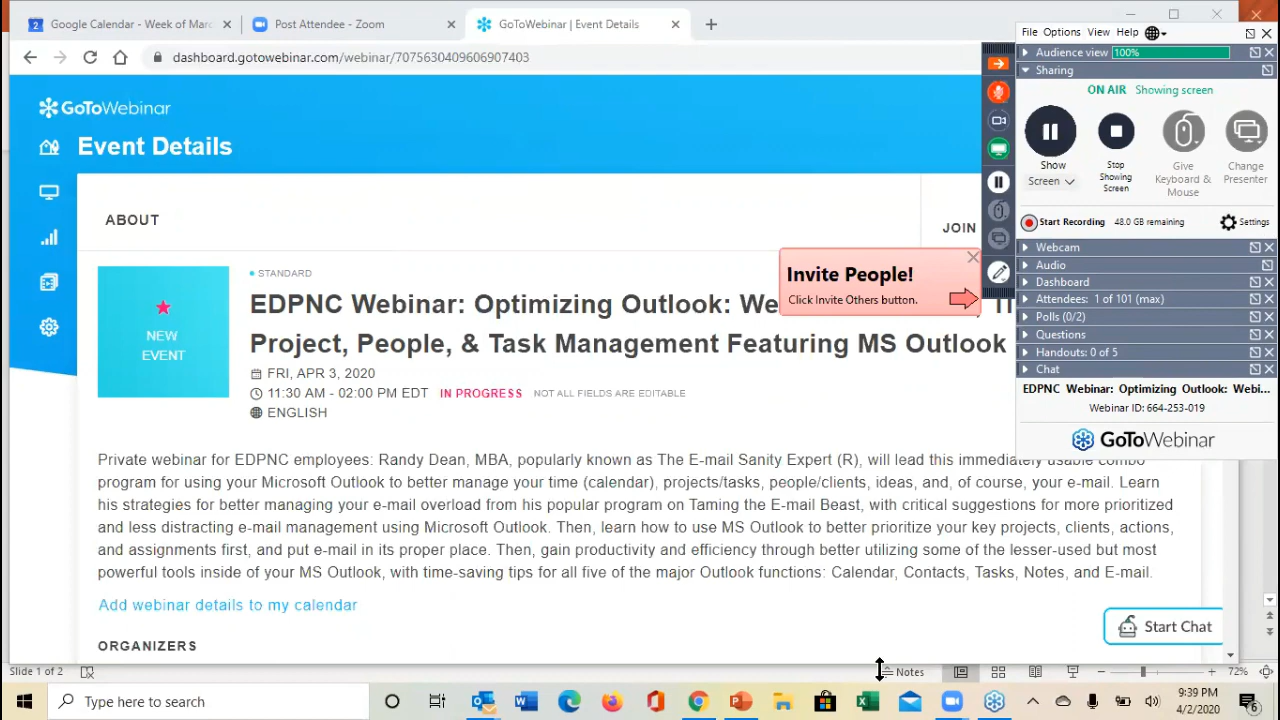 Google Calendar - Week of Marc
Post Attendee - Zoom
GoToWebinar | Event Details
dashboard.gotowebinar.com/webinar/7075630409606907403
File Options View Help
Audience view 100%
Sharing
ON AIR Showing screen
Show
Screen
Stop
Showing
Screen
Give
Keyboard &
Mouse
Change
Presenter
Start Recording 48.0 GB remaining
Settings
Webcam
Audio
Dashboard
Attendees: 1 of 101 (max)
Polls (0/2)
Questions
Handouts: 0 of 5
Chat
EDPNC Webinar: Optimizing Outlook: Webi...
Webinar ID: 664-253-019
GoToWebinar
GoToWebinar
Event Details
ABOUT
JOIN
Invite People!
Click Invite Others button.
NEW
EVENT
STANDARD
EDPNC Webinar: Optimizing Outlook: We
Project, People, & Task Management Featuring MS Outlook
FRI, APR 3, 2020
11:30 AM - 02:00 PM EDT IN PROGRESS NOT ALL FIELDS ARE EDITABLE
ENGLISH
Private webinar for EDPNC employees: Randy Dean, MBA, popularly known as The E-mail Sanity Expert (R), will lead this immediately usable combo
program for using your Microsoft Outlook to better manage your time (calendar), projects/tasks, people/clients, ideas, and, of course, your e-mail. Learn
his strategies for better managing your e-mail overload from his popular program on Taming the E-mail Beast, with critical suggestions for more prioritized
and less distracting e-mail management using Microsoft Outlook. Then, learn how to use MS Outlook to better prioritize your key projects, clients, actions,
and assignments first, and put e-mail in its proper place. Then, gain productivity and efficiency through better utilizing some of the lesser-used but most
powerful tools inside of your MS Outlook, with time-saving tips for all five of the major Outlook functions: Calendar, Contacts, Tasks, Notes, and E-mail.
Add webinar details to my calendar
ORGANIZERS
Start Chat
Slide 1 of 2
Notes
72%
Type here to search
9:39 PM
4/2/2020
6